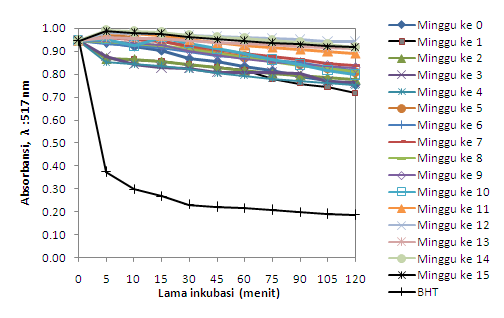 1.00
0.90
0.80
0.70
0.60
0.50
0.40
0.30
0.20
0.10
0.00
Absorbansi, λ :517 nm
0 5 10 15 30 45 60 75 90 105 120
Lama inkubasi (menit)
Minggu ke 0
Minggu ke 1
Minggu ke 2
Minggu ke 3
Minggu ke 4
Minggu ke 5
Minggu ke 6
Minggu ke 7
Minggu ke 8
Minggu ke 9
Minggu ke 10
Minggu ke 11
Minggu ke 12
Minggu ke 13
Minggu ke 14
Minggu ke 15
BHT